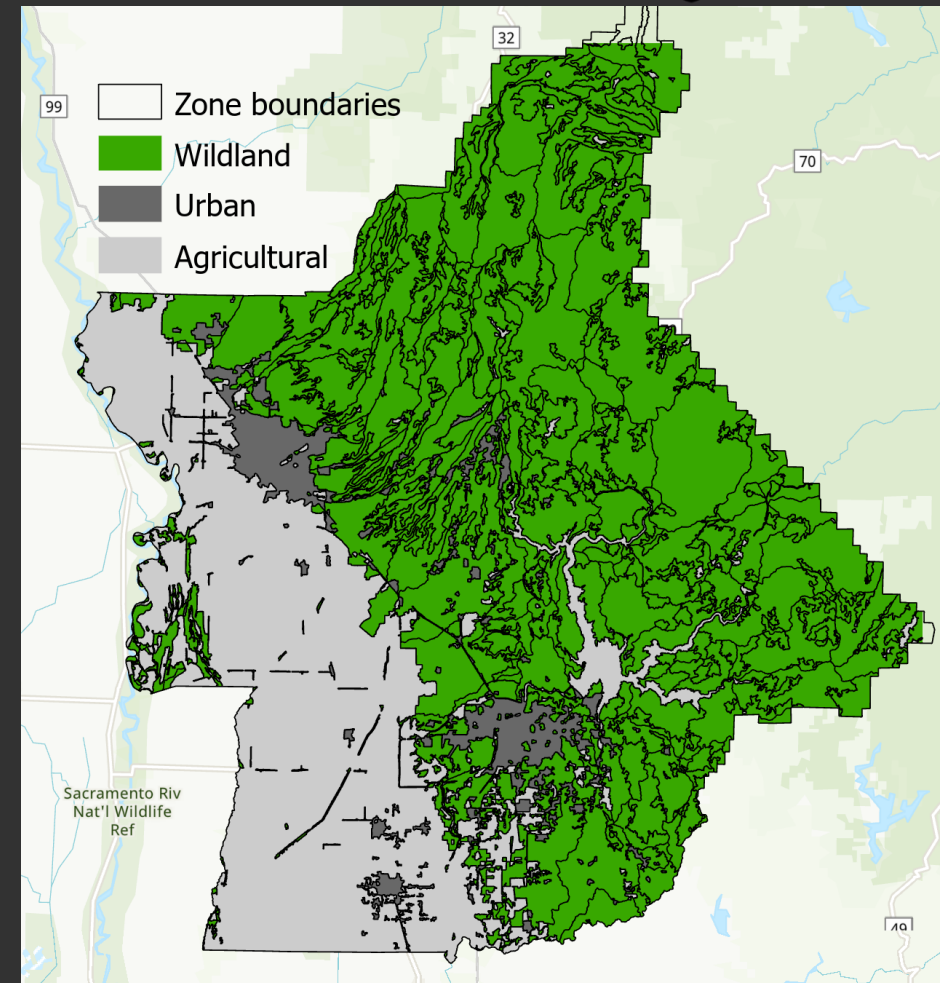 32
99
Zone boundaries
Wildland
70
Urban
Agricultural
Sacramento Riv
Nat'l Wildlife
Ref
49